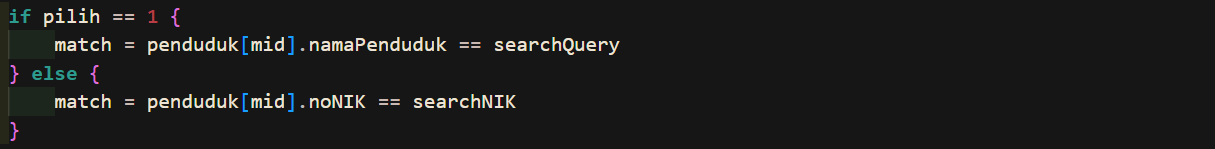 if pilih == 1 {
    match = penduduk[mid].namaPenduduk == searchQuery
} else {
    match = penduduk[mid].noNIK == searchNIK
}